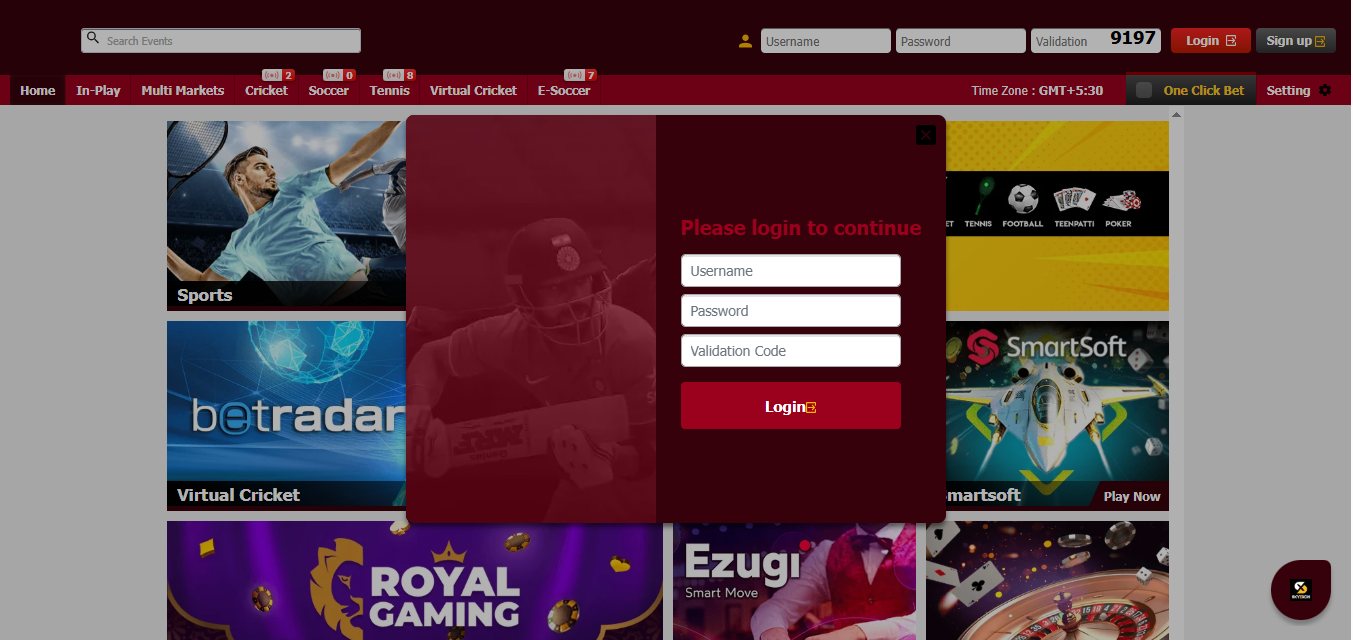 Search Events
Username
Password
Validation 9197
Login
Sign up
Home
In-Play
Multi Markets
Cricket 2
Soccer 0
Tennis 8
Virtual Cricket
E-Soccer 7
Time Zone : GMT+5:30
One Click Bet
Setting
Sports
Please login to continue
Username
Password
Validation Code
Login
TENNIS
FOOTBALL
TEENPATTI
POKER
betradar
Virtual Cricket
SmartSoft
martsoft
Play Now
ROYAL
GAMING
Ezugi
Smart Move